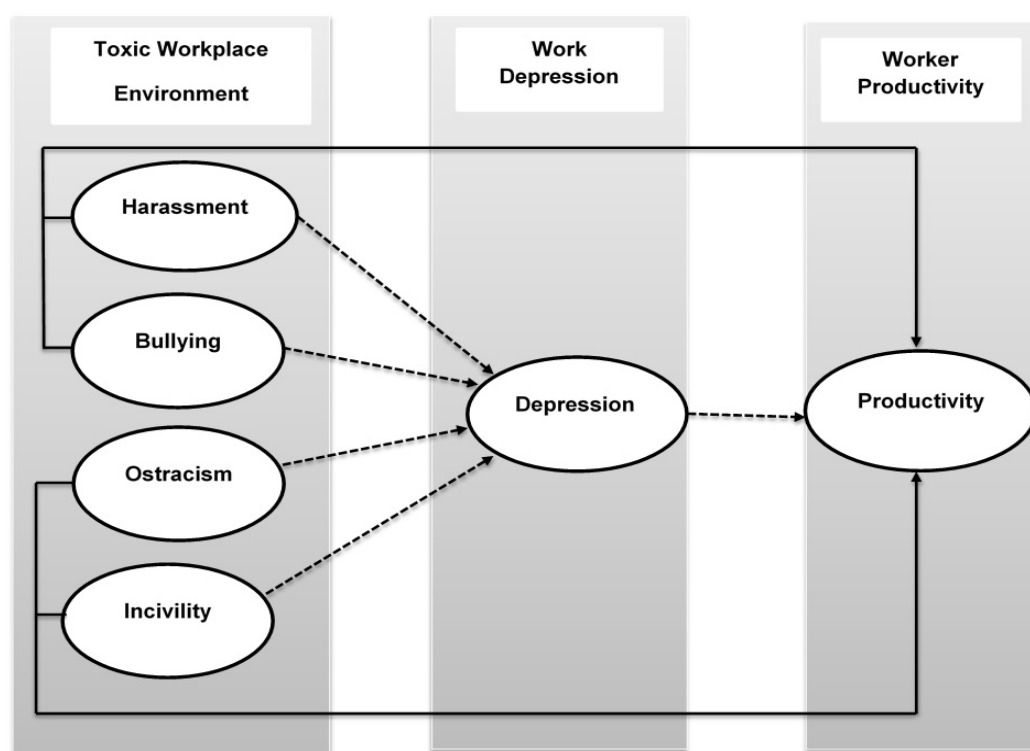 Toxic Workplace
Environment
Work
Depression
Worker
Productivity
Harassment
Bullying
Depression
Productivity
Ostracism
Incivility